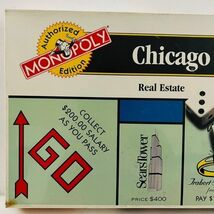 Authorized
MONOPOLY
Edition
Chicago
Real Estate
COLLECT
$200.00 SALARY
AS YOU PASS
GO
Sears Tower
PRICE $400
PAY $